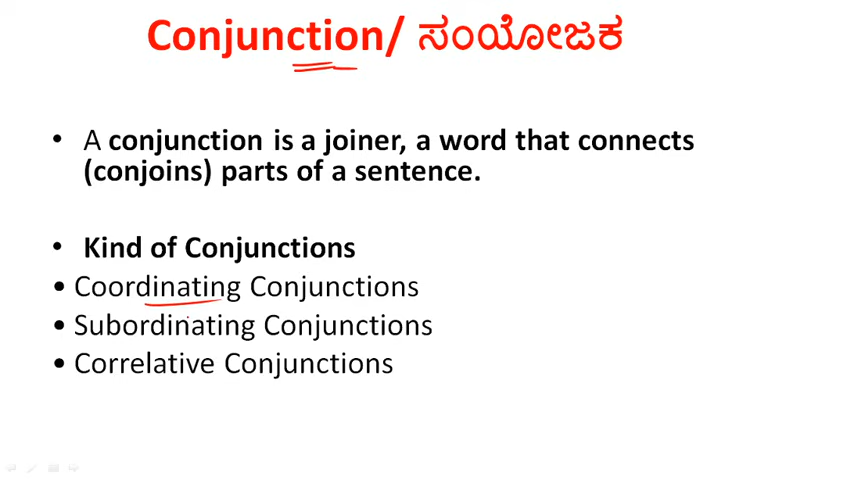 Conjunction/ ಸಂಯೋಜಕ
• A conjunction is a joiner, a word that connects
(conjoins) parts of a sentence.
• Kind of Conjunctions
• Coordinating Conjunctions
• Subordinating Conjunctions
• Correlative Conjunctions